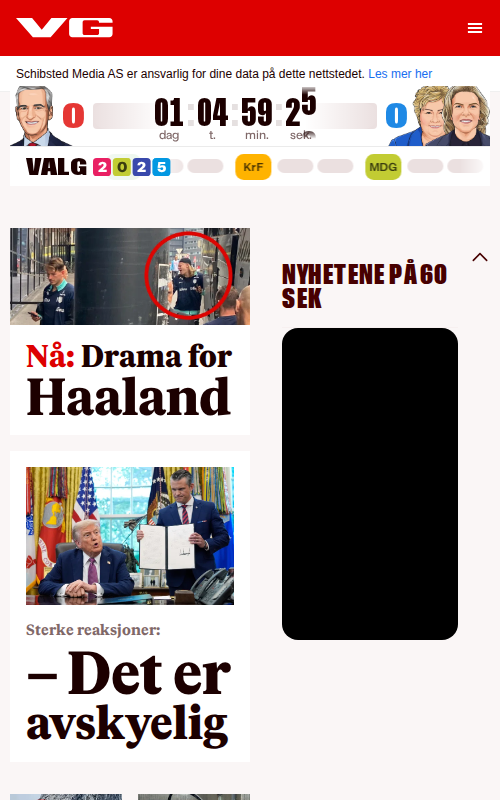 VG
Schibsted Media AS er ansvarlig for dine data på dette nettstedet. Les mer her
0
01 : 04 : 59 : 25
dag t. min. sek.
0
VALG 2025
KrF
MDG
NYHETENE PÅ 60
SEK
Nå: Drama for
Haaland
Sterke reaksjoner:
– Det er
avskyelig